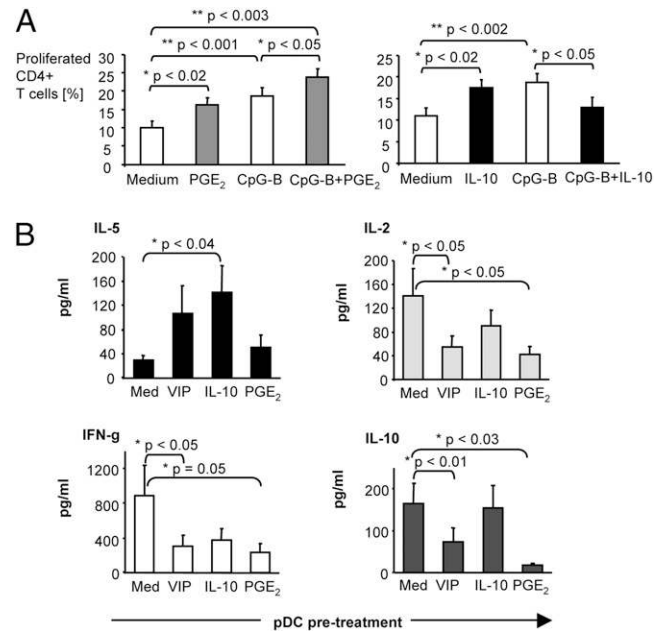 A
** p < 0.003
** p < 0.001
* p < 0.05
* p < 0.02
Proliferated
CD4+
T cells [%]
30
25
20
15
10
5
0
Medium PGE2 CpG-B CpG-B+PGE2
** p < 0.002
* p < 0.02
* p < 0.05
25
20
15
10
5
0
Medium IL-10 CpG-B CpG-B+IL-10
B
IL-5
* p < 0.04
pg/ml
200
160
120
80
40
0
Med VIP IL-10 PGE2
IL-2
* p < 0.05
* p < 0.05
pg/ml
200
160
120
80
40
0
Med VIP IL-10 PGE2
IFN-g
* p < 0.05
* p = 0.05
pg/ml
1200
800
400
0
Med VIP IL-10 PGE2
IL-10
* p < 0.03
* p < 0.01
pg/ml
200
100
0
Med VIP IL-10 PGE2
pDC pre-treatment